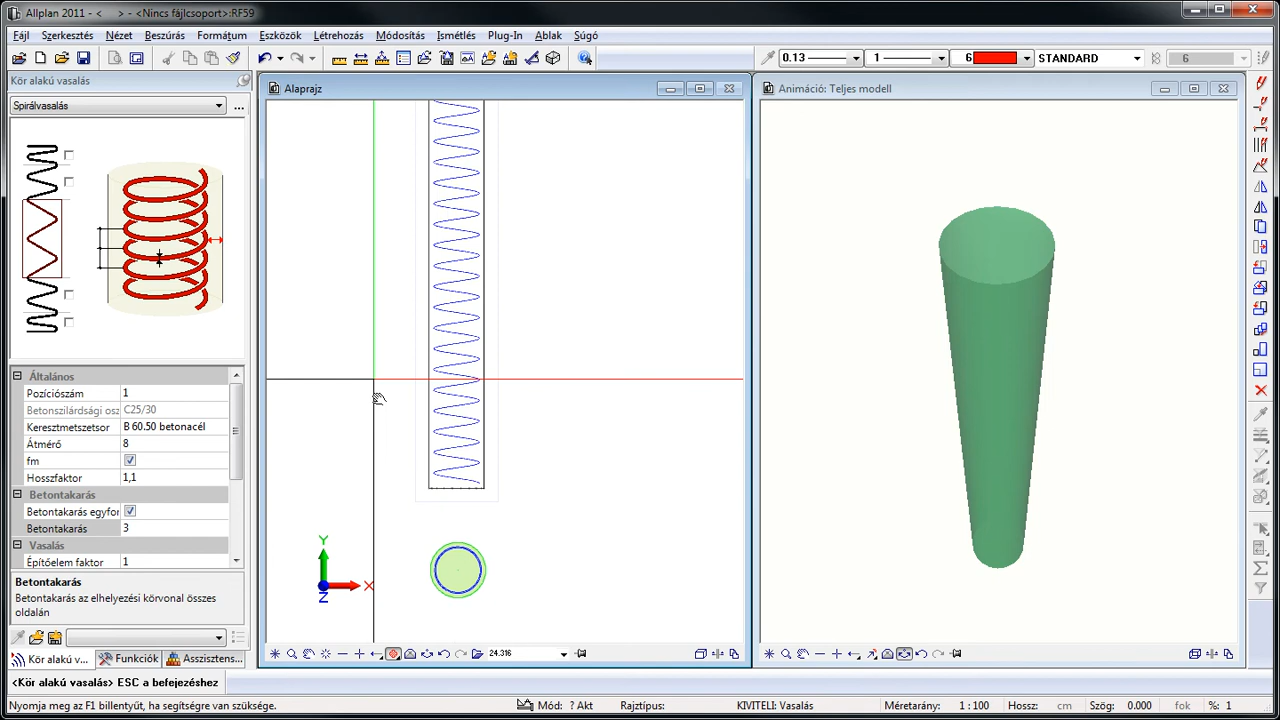 Allplan 2011 - <    > - <Nincs fájlcsoport>:RF59
Fájl Szerkesztés Nézet Beszúrás Formátum Eszközök Létrehozás Módosítás Ismétlés Plug-In Ablak Súgó
0.13 1 6 STANDARD 6
Kör alakú vasalás
Spirálvasalás ...
Általános
Pozíciószám 1
Betonszilárdsági osz C25/30
Keresztmetszetsor B 60.50 betonacél
Átmérő 8
fm
Hosszfaktor 1,1
Betontakarás
Betontakarás egyfor
Betontakarás 3
Vasalás
Építőelem faktor 1
Betontakarás
Betontakarás az elhelyezési körvonal összes
oldalán
Kör alakú v... Funkciók Asszisztens...
Alaprajz
Y
X
Z
24.316
Animáció: Teljes modell
<Kör alakú vasalás> ESC a befejezéshez
Nyomja meg az F1 billentyűt, ha segítségre van szüksége. Mód: ? Akt Rajztípus: KIVITELI: Vasalás Méretarány: 1 : 100 Hossz: cm Szög: 0.000 fok %: 1